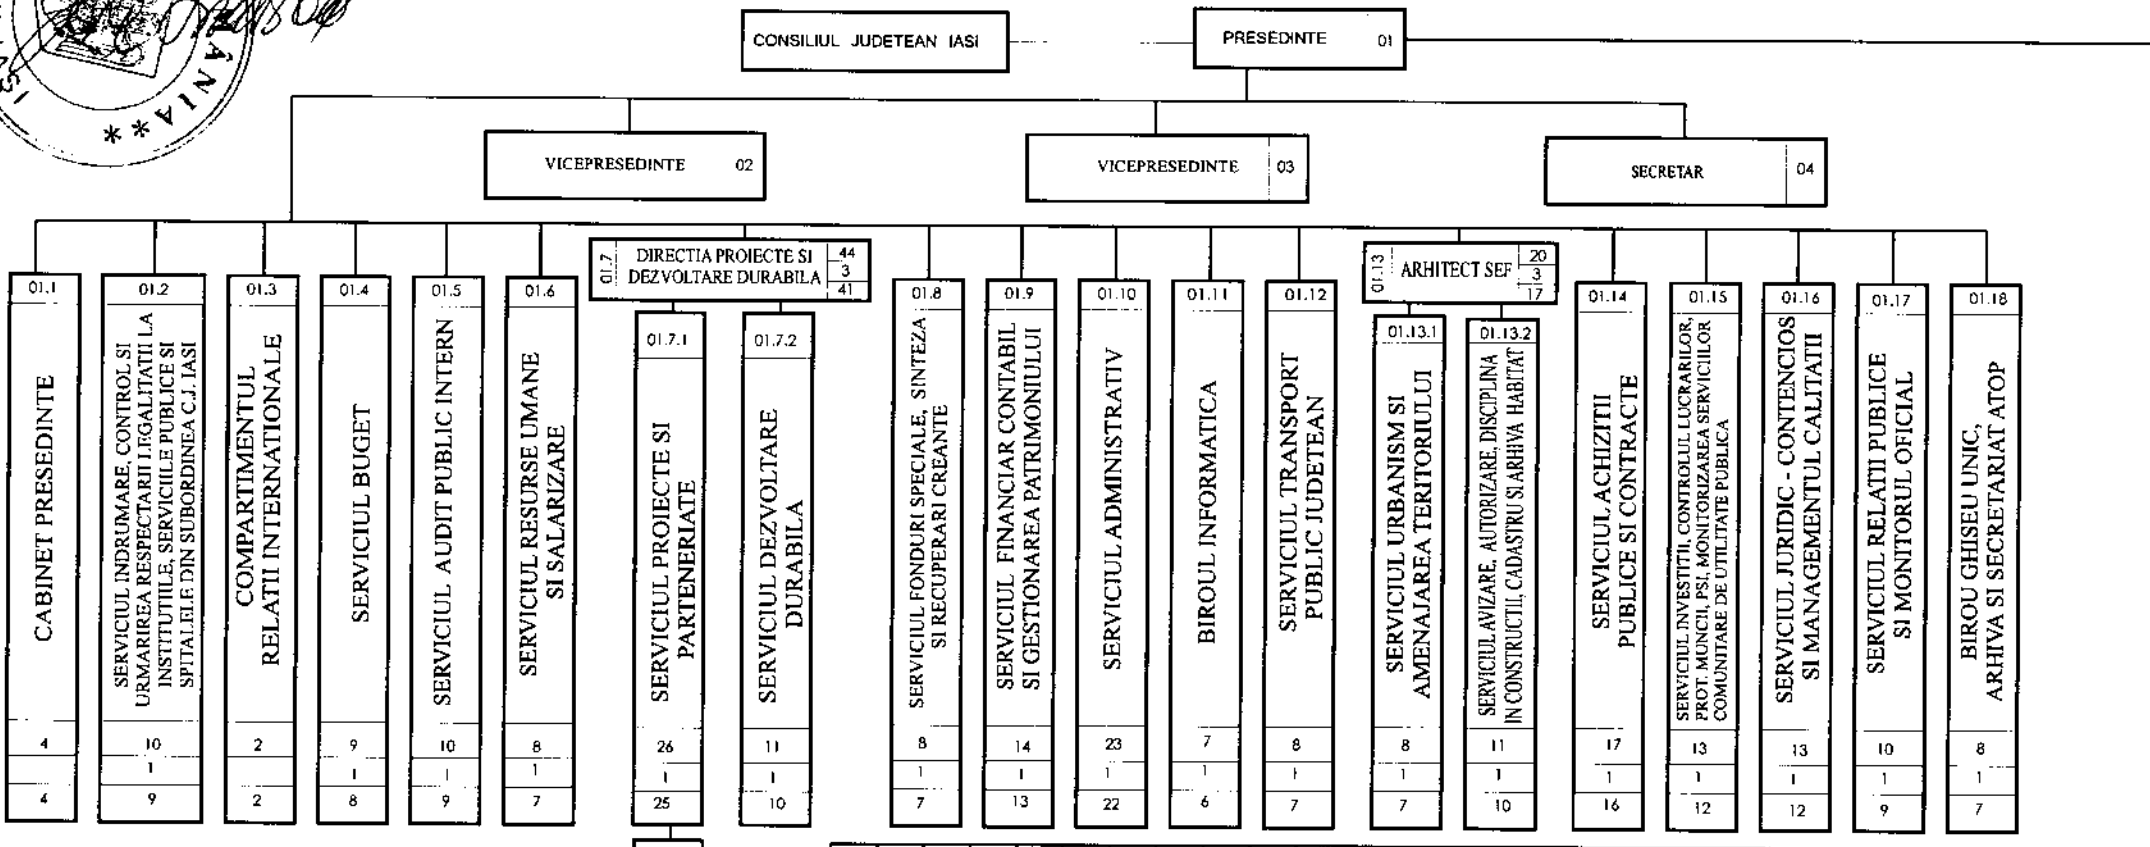 MÂNIA**
CONSILIUL JUDETEAN IASI
PRESEDINTE 01
VICEPRESEDINTE 02
VICEPRESEDINTE 03
SECRETAR 04
01.1
CABINET PRESEDINTE
4
4
01.2
SERVICIUL INDRUMARE, CONTROL SI
URMARIREA RESPECTARII LEGALITATII LA
INSTITUTIILE, SERVICIILE PUBLICE SI
SPITALELE DIN SUBORDINEA C.J. IASI
10
1
9
01.3
COMPARTIMENTUL
RELATII INTERNATIONALE
2
2
01.4
SERVICIUL BUGET
9
1
8
01.5
SERVICIUL AUDIT PUBLIC INTERN
10
1
9
01.6
SERVICIUL RESURSE UMANE
SI SALARIZARE
8
1
7
01.7
DIRECTIA PROIECTE SI
DEZVOLTARE DURABILA
44
3
41
01.7.1
SERVICIUL PROIECTE SI
PARTENERIATE
26
1
25
01.7.2
SERVICIUL DEZVOLTARE
DURABILA
11
1
10
01.8
SERVICIUL FONDURI SPECIALE, SINTEZA
SI RECUPERARI CREANTE
8
1
7
01.9
SERVICIUL FINANCIAR CONTABIL
SI GESTIONAREA PATRIMONIULUI
14
1
13
01.10
SERVICIUL ADMINISTRATIV
23
1
22
01.11
BIROUL INFORMATICA
7
1
6
01.12
SERVICIUL TRANSPORT
PUBLIC JUDETEAN
8
1
7
01.13
ARHITECT SEF
20
3
17
01.13.1
SERVICIUL URBANISM SI
AMENAJAREA TERITORIULUI
8
1
7
01.13.2
SERVICIUL AVIZARE, AUTORIZARE, DISCIPLINA
IN CONSTRUCTII, CADASTRU SI ARHIVA HABITAT
11
1
10
01.14
SERVICIUL ACHIZITII
PUBLICE SI CONTRACTE
17
1
16
01.15
SERVICIUL INVESTITII, CONTROLUL LUCRARILOR,
PROT. MUNCII, PSI, MONITORIZAREA SERVICIILOR
COMUNITARE DE UTILITATE PUBLICA
13
1
12
01.16
SERVICIUL JURIDIC - CONTENCIOS
SI MANAGEMENTUL CALITATII
13
1
12
01.17
SERVICIUL RELATII PUBLICE
SI MONITORUL OFICIAL
10
1
9
01.18
BIROU GHISEU UNIC,
ARHIVA SI SECRETARIAT ATOP
8
1
7